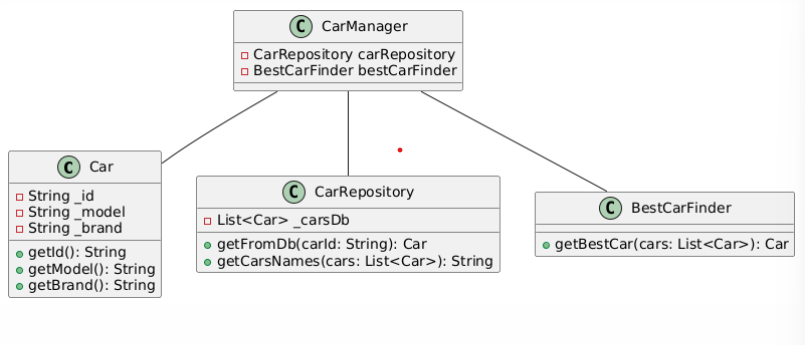 C CarManager
CarRepository carRepository
BestCarFinder bestCarFinder
C Car
String _id
String _model
String _brand
getId(): String
getModel(): String
getBrand(): String
C CarRepository
List<Car> _carsDb
getFromDb(carId: String): Car
getCarsNames(cars: List<Car>): String
C BestCarFinder
getBestCar(cars: List<Car>): Car